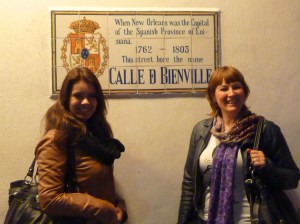 When New Orleans was the Capital
of the Spanish Province of Loui-
siana.
1762 — 1803
This street bore the name
CALLE D BIENVILLE